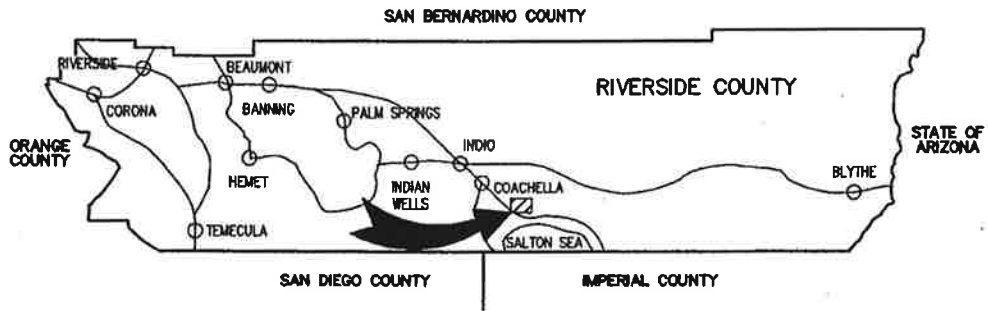 SAN BERNARDINO COUNTY
RIVERSIDE
BEAUMONT
RIVERSIDE COUNTY
CORONA
BANNING
PALM SPRINGS
ORANGE
COUNTY
STATE OF
ARIZONA
INDIO
BLYTHE
HEMET
INDIAN
WELLS
COACHELLA
TEMECULA
SALTON SEA
SAN DIEGO COUNTY
IMPERIAL COUNTY